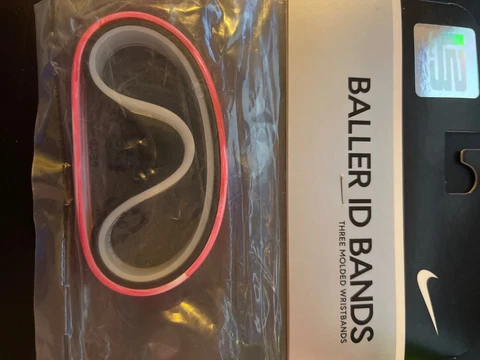 BALLER ID BANDS
THREE MOLDED WRISTBANDS